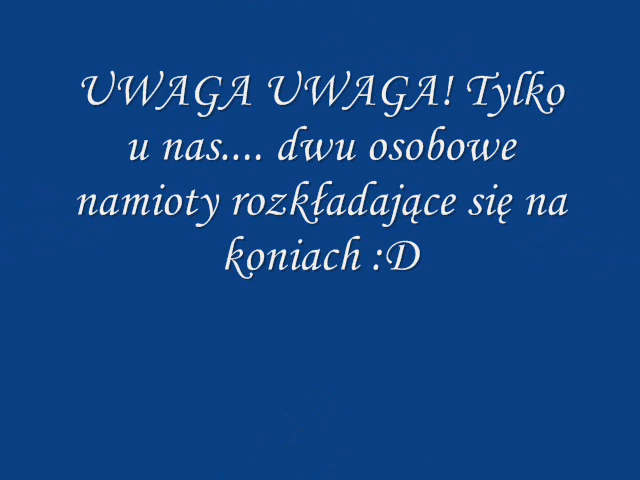 UWAGA UWAGA! Tylko
u nas.... dwu osobowe
namioty rozkładające się na
koniach :D